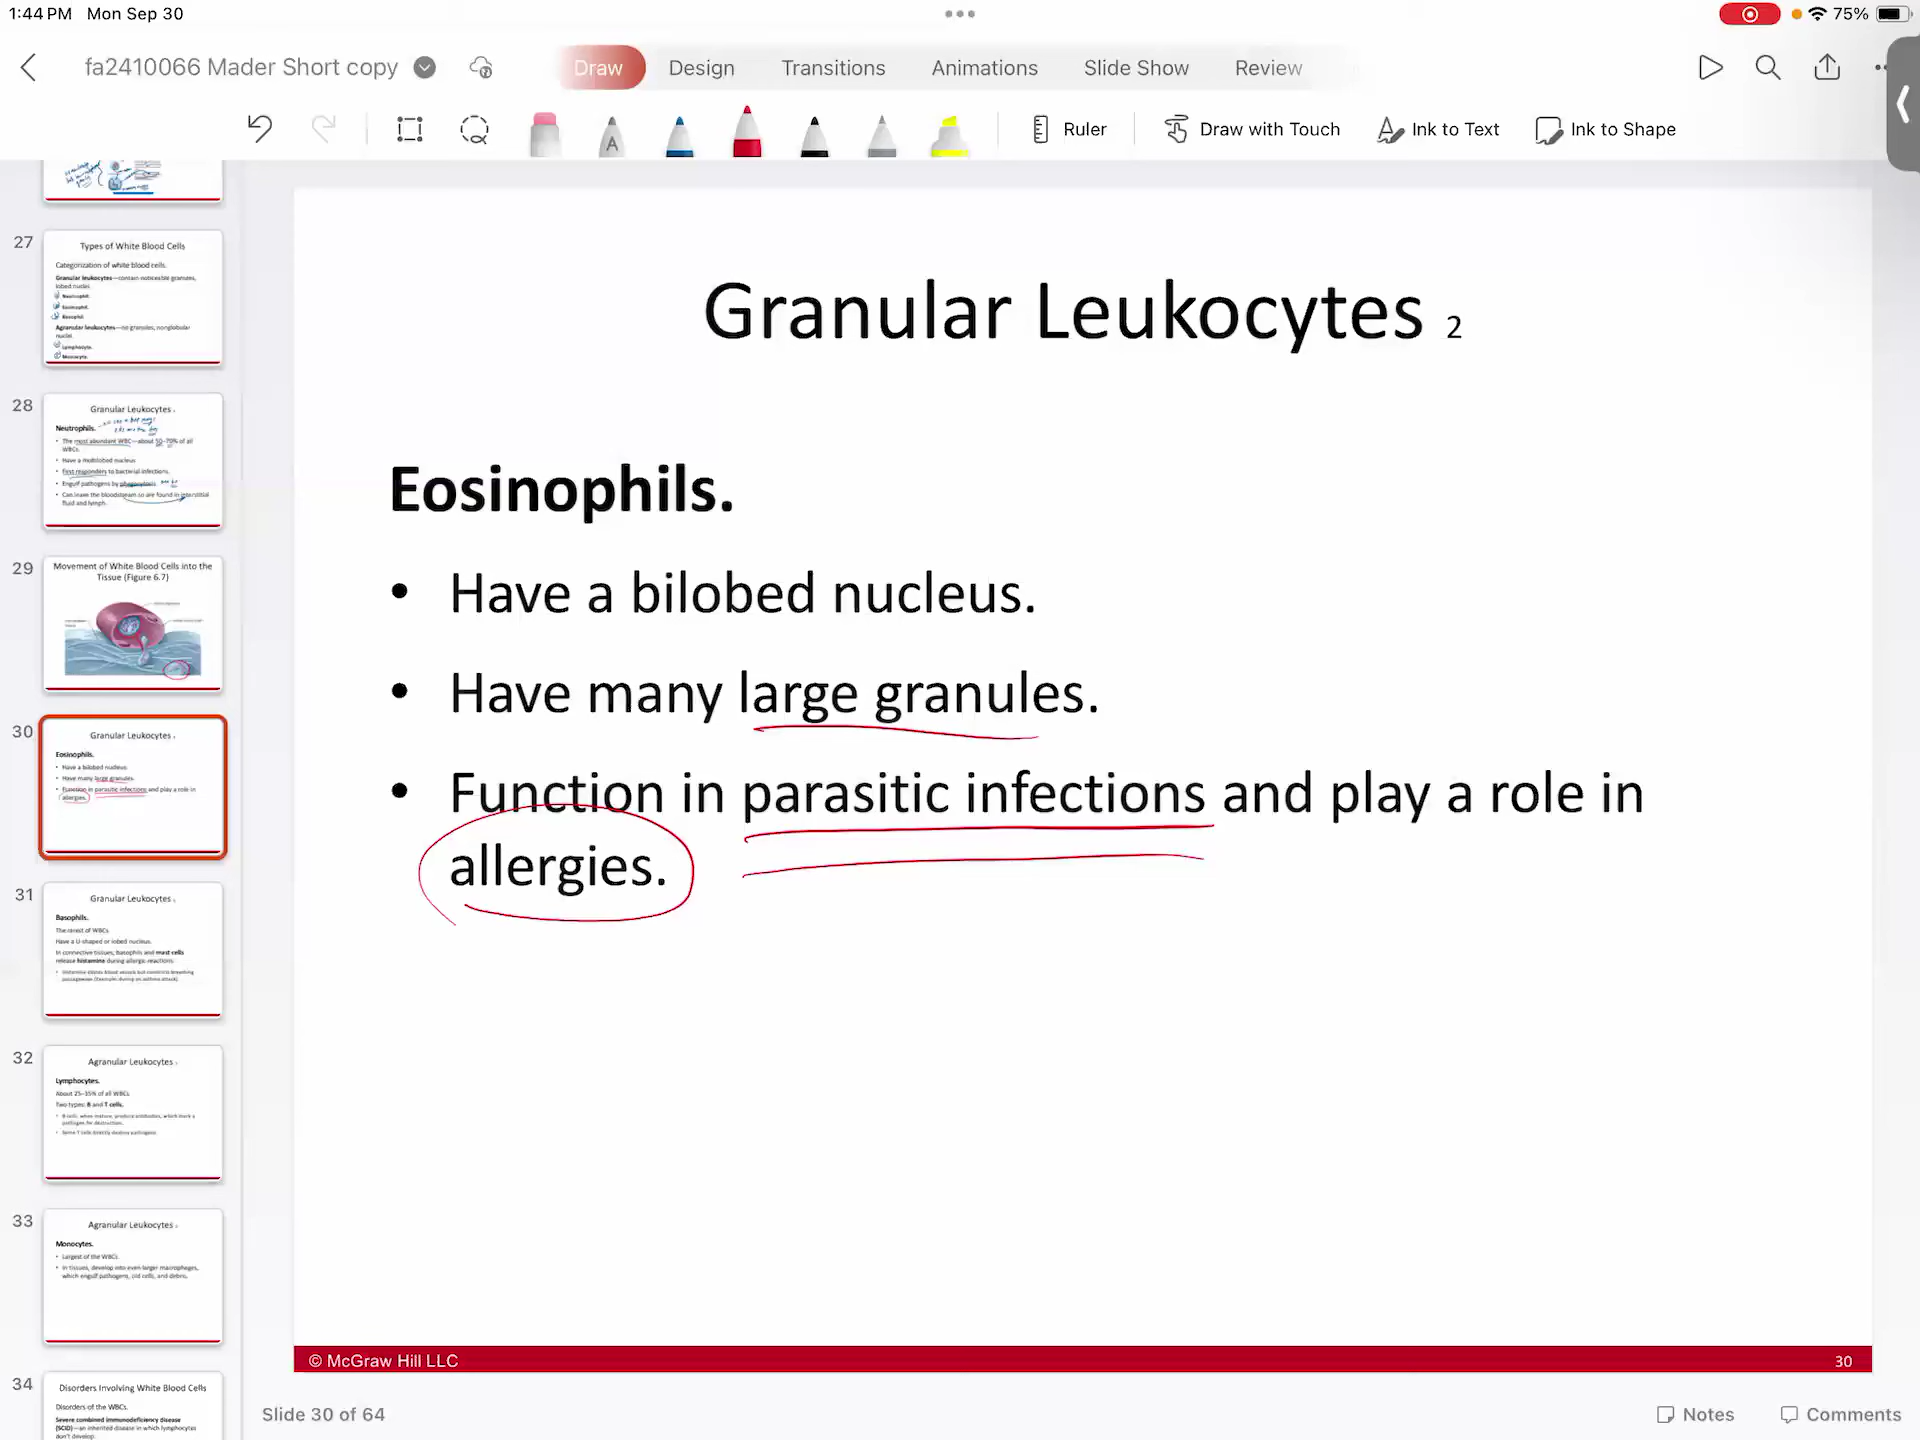 1:44 PM Mon Sep 30
75%
fa2410066 Mader Short copy
Draw Design Transitions Animations Slide Show Review
Ruler Draw with Touch Ink to Text Ink to Shape
27
Types of White Blood Cells
Categorization of white blood cells.
Granular leukocytes—contain noticeable granules,
lobed nuclei
Neutrophil.
Eosinophil.
Basophil.
Agranular leukocytes—no granules, nonglobular
nuclei.
Lymphocyte.
Monocyte.
28
Granular Leukocytes
Neutrophils.
• The most abundant WBC—about 50-70% of all
WBCs.
• Have a multilobed nucleus
• First responders to bacterial infections.
• Engulf pathogens by phagocytosis
• Can leave the bloodstream so are found in interstitial
fluid and lymph.
29
Movement of White Blood Cells into the
Tissue (Figure 6.7)
30
Granular Leukocytes
Eosinophils.
• Have a bilobed nucleus.
• Have many large granules.
• Function in parasitic infections and play a role in
allergies.
31
Granular Leukocytes
Basophils.
The rarest of WBCs
Have a U-shaped or lobed nucleus.
In connective tissues, basophils and mast cells
release histamine during allergic reactions.
• Histamine dilates blood vessels but constricts breathing
passageways (Example: during an asthma attack).
32
Agranular Leukocytes
Lymphocytes.
About 25–35% of all WBCs
Two types: B and T cells.
• B cells, when mature, produce antibodies, which mark a
pathogen for destruction.
• Some T cells directly destroy pathogens
33
Agranular Leukocytes
Monocytes.
• Largest of the WBCs.
• In tissues, develop into even larger macrophages,
which engulf pathogens, old cells, and debris.
34
Disorders Involving White Blood Cells
Disorders of the WBCs.
Severe combined immunodeficiency disease
(SCID)—an inherited disease in which lymphocytes
don't develop.
Granular Leukocytes 2
Eosinophils.
• Have a bilobed nucleus.
• Have many large granules.
• Function in parasitic infections and play a role in
allergies.
© McGraw Hill LLC 30
Slide 30 of 64
Notes Comments